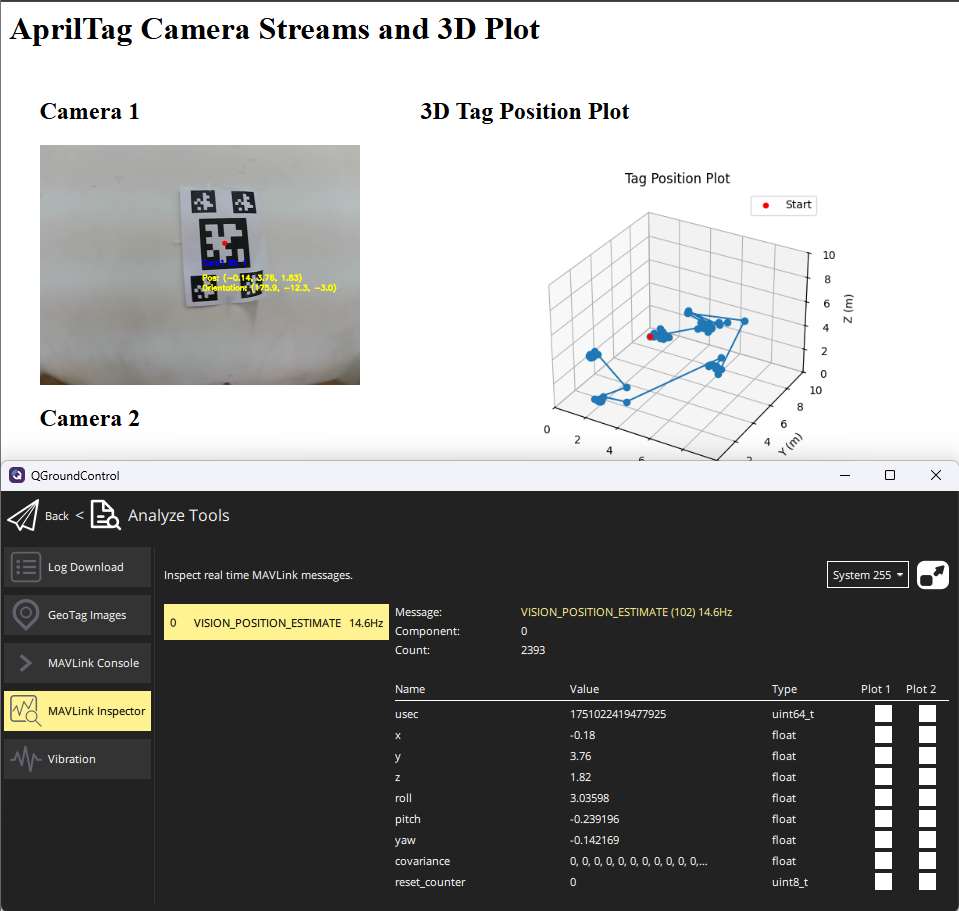 AprilTag Camera Streams and 3D Plot
Camera 1
3D Tag Position Plot
Pos: (-0.14, 3.76, 1.83)
Orientation: (175.9, -12.3, -3.0)
Tag Position Plot
Start
10
8
6
4
2
0
Z (m)
10
8
6
4
2
Y (m)
0
2
4
6
Camera 2
QGroundControl
Back < Analyze Tools
Log Download
GeoTag Images
MAVLink Console
MAVLink Inspector
Vibration
Inspect real time MAVLink messages.
System 255
0 VISION_POSITION_ESTIMATE 14.6Hz
Message: VISION_POSITION_ESTIMATE (102) 14.6Hz
Component: 0
Count: 2393
Name Value Type Plot 1 Plot 2
usec 1751022419477925 uint64_t
x -0.18 float
y 3.76 float
z 1.82 float
roll 3.03598 float
pitch -0.239196 float
yaw -0.142169 float
covariance 0, 0, 0, 0, 0, 0, 0, 0, 0, 0, 0,... float
reset_counter 0 uint8_t